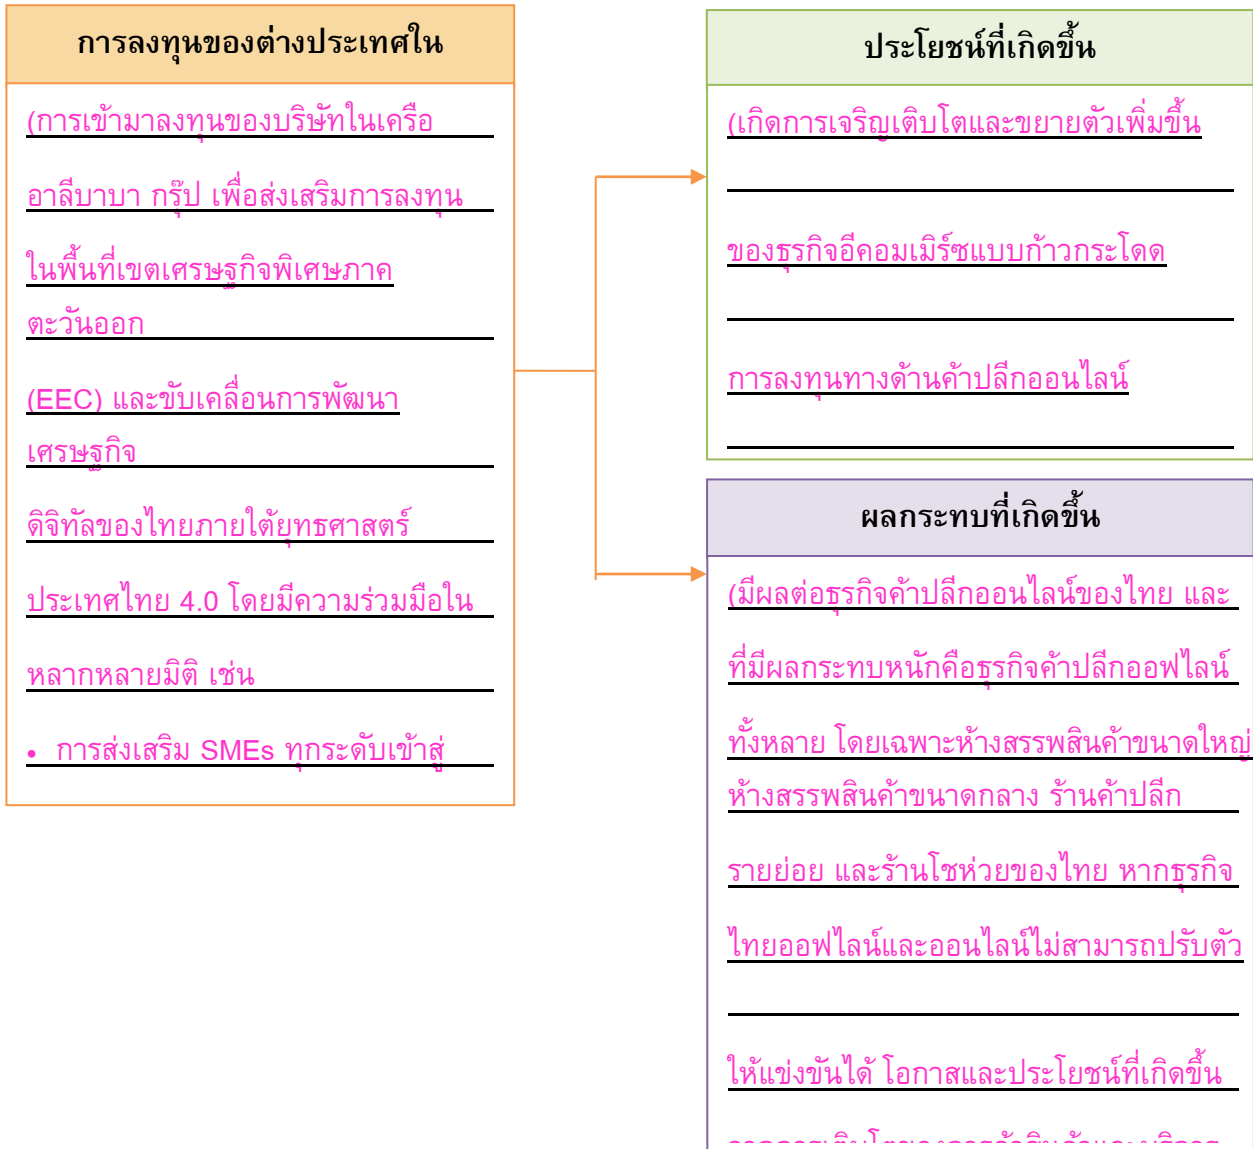 การลงทุนของต่างประเทศใน
(การเข้ามาลงทุนของบริษัทในเครือ
อาลีบาบา กรุ๊ป เพื่อส่งเสริมการลงทุน
ในพื้นที่เขตเศรษฐกิจพิเศษภาค
ตะวันออก
(EEC) และขับเคลื่อนการพัฒนา
เศรษฐกิจ
ดิจิทัลของไทยภายใต้ยุทธศาสตร์
ประเทศไทย 4.0 โดยมีความร่วมมือใน
หลากหลายมิติ เช่น
• การส่งเสริม SMEs ทุกระดับเข้าสู่
ประโยชน์ที่เกิดขึ้น
(เกิดการเจริญเติบโตและขยายตัวเพิ่มขึ้น
ของธุรกิจอีคอมเมิร์ซแบบก้าวกระโดด
การลงทุนทางด้านค้าปลีกออนไลน์
ผลกระทบที่เกิดขึ้น
(มีผลต่อธุรกิจค้าปลีกออนไลน์ของไทย และ
ที่มีผลกระทบหนักคือธุรกิจค้าปลีกออฟไลน์
ทั้งหลาย โดยเฉพาะห้างสรรพสินค้าขนาดใหญ่
ห้างสรรพสินค้าขนาดกลาง ร้านค้าปลีก
รายย่อย และร้านโชห่วยของไทย หากธุรกิจ
ไทยออฟไลน์และออนไลน์ไม่สามารถปรับตัว
ให้แข่งขันได้ โอกาสและประโยชน์ที่เกิดขึ้น